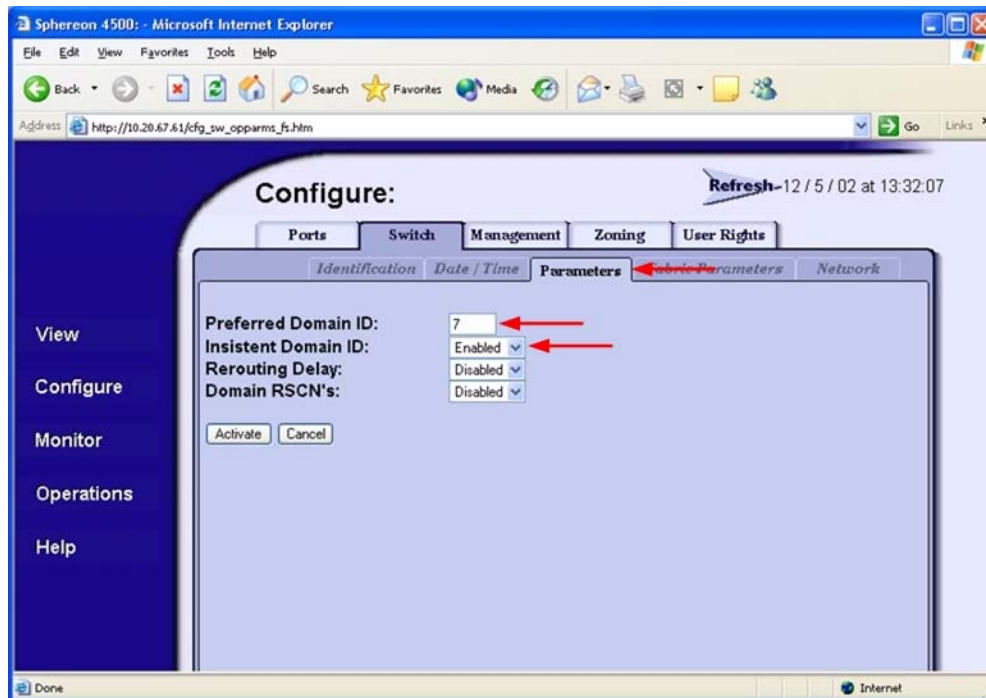 Sphereon 4500: - Microsoft Internet Explorer
File Edit View Favorites Tools Help
Back Search Favorites Media
Address http://10.20.67.61/cfg_sw_opparms_fs.htm Go Links
Configure:
Refresh-12 / 5 / 02 at 13:32:07
Ports Switch Management Zoning User Rights
Identification Date / Time Parameters Fabric Parameters Network
Preferred Domain ID: 7
Insistent Domain ID: Enabled
Rerouting Delay: Disabled
Domain RSCN's: Disabled
Activate Cancel
View
Configure
Monitor
Operations
Help
Done Internet